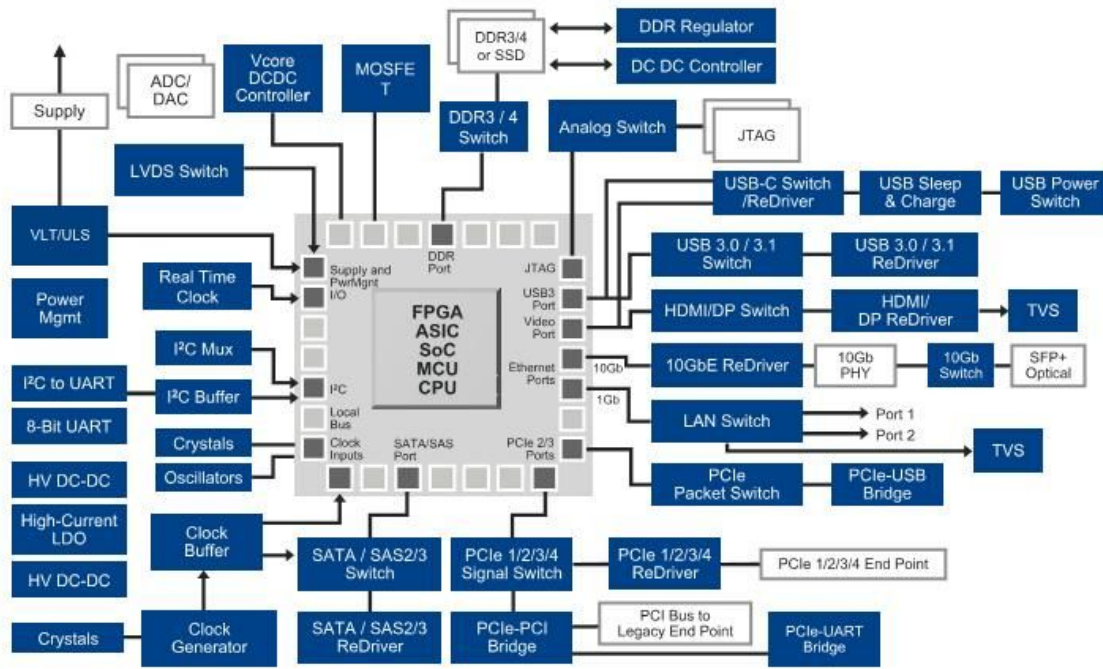 Supply
ADC/
DAC
Vcore
DCDC
Controller
MOSFE
T
DDR3/4
or SSD
DDR Regulator
DC DC Controller
DDR3 / 4
Switch
Analog Switch
JTAG
LVDS Switch
USB-C Switch
/ReDriver
USB Sleep
& Charge
USB Power
Switch
VLT/ULS
Real Time
Clock
Power
Mgmt
DDR
Port
Supply and
PwrMgnt
I/O
JTAG
USB3
Port
Video
Port
USB 3.0 / 3.1
Switch
USB 3.0 / 3.1
ReDriver
HDMI/DP Switch
HDMI/
DP ReDriver
TVS
FPGA
ASIC
SoC
MCU
CPU
I²C Mux
I²C to UART
I²C Buffer
8-Bit UART
I²C
Local
Bus
Ethernet
Ports
10Gb
1Gb
10GbE ReDriver
10Gb
PHY
10Gb
Switch
SFP+
Optical
LAN Switch
Port 1
Port 2
TVS
Crystals
Oscillators
Clock
Inputs
SATA/SAS
Port
PCIe 2/3
Ports
PCIe
Packet Switch
PCIe-USB
Bridge
HV DC-DC
High-Current
LDO
HV DC-DC
Clock
Buffer
SATA / SAS2/3
Switch
PCIe 1/2/3/4
Signal Switch
PCIe 1/2/3/4
ReDriver
PCIe 1/2/3/4 End Point
Crystals
Clock
Generator
SATA / SAS2/3
ReDriver
PCIe-PCI
Bridge
PCI Bus to
Legacy End Point
PCIe-UART
Bridge